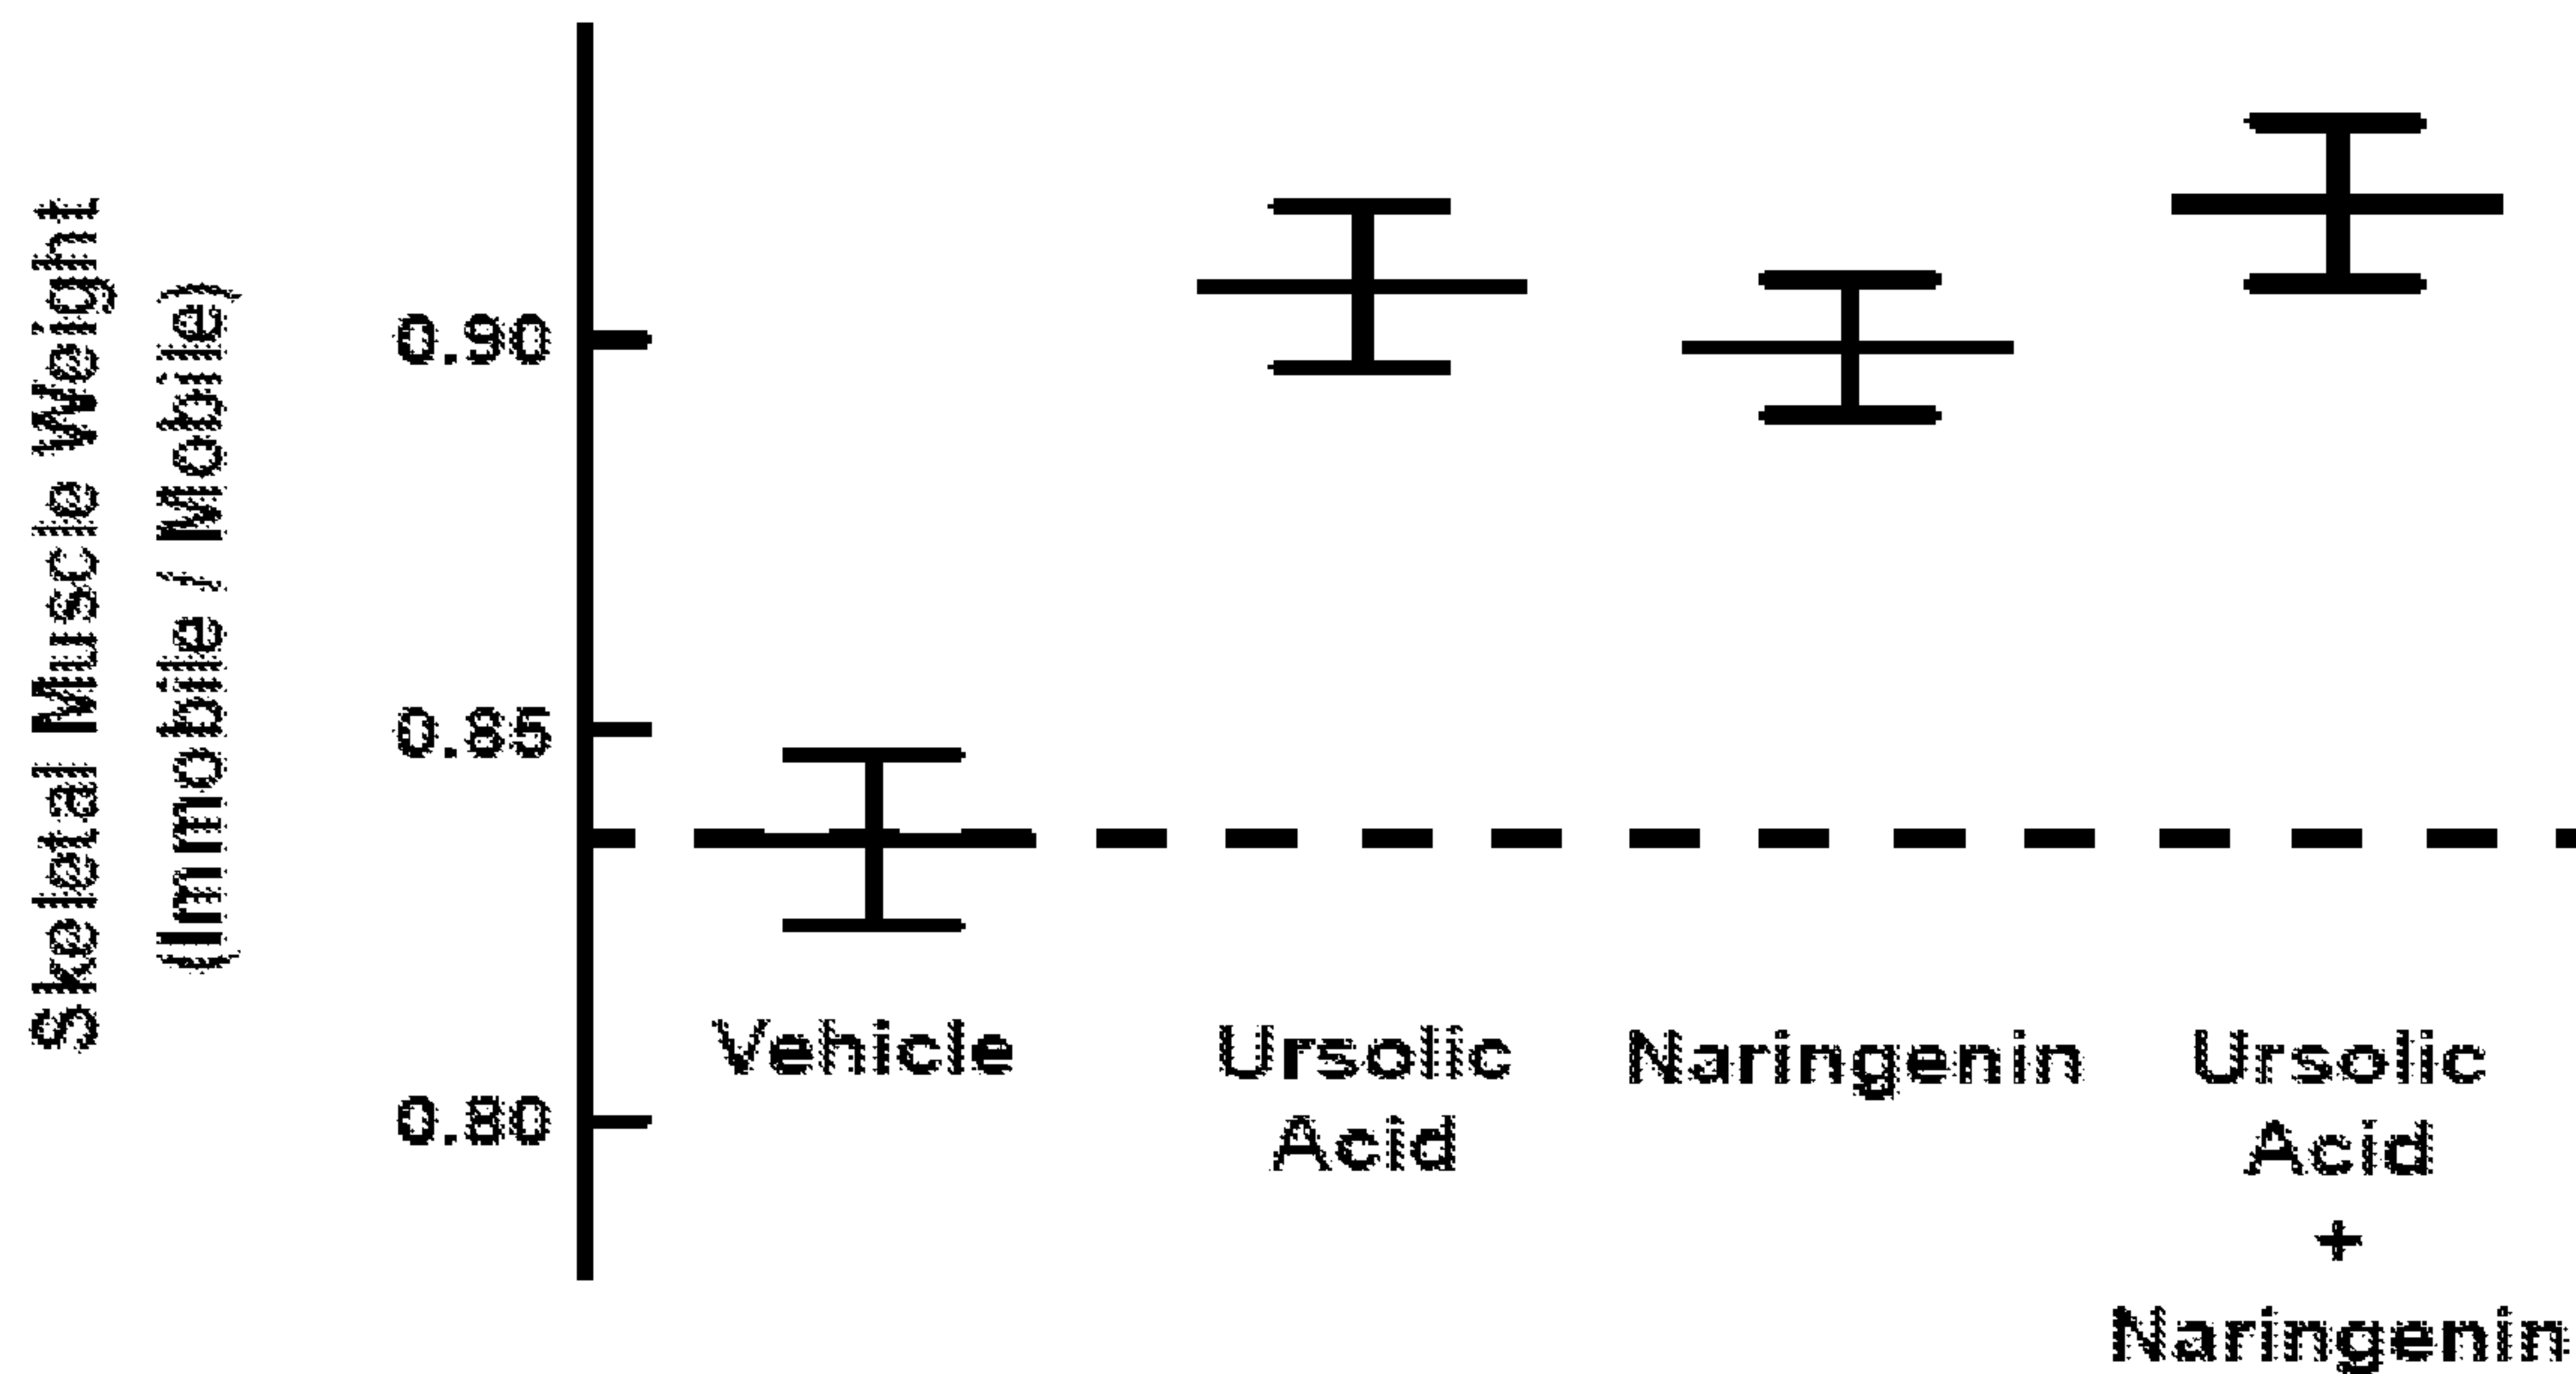 Skeletal Muscle Weight
(Immobile / Mobile)
0.90
0.85
0.80
Vehicle
Ursolic
Acid
Naringenin
Ursolic
Acid
+
Naringenin